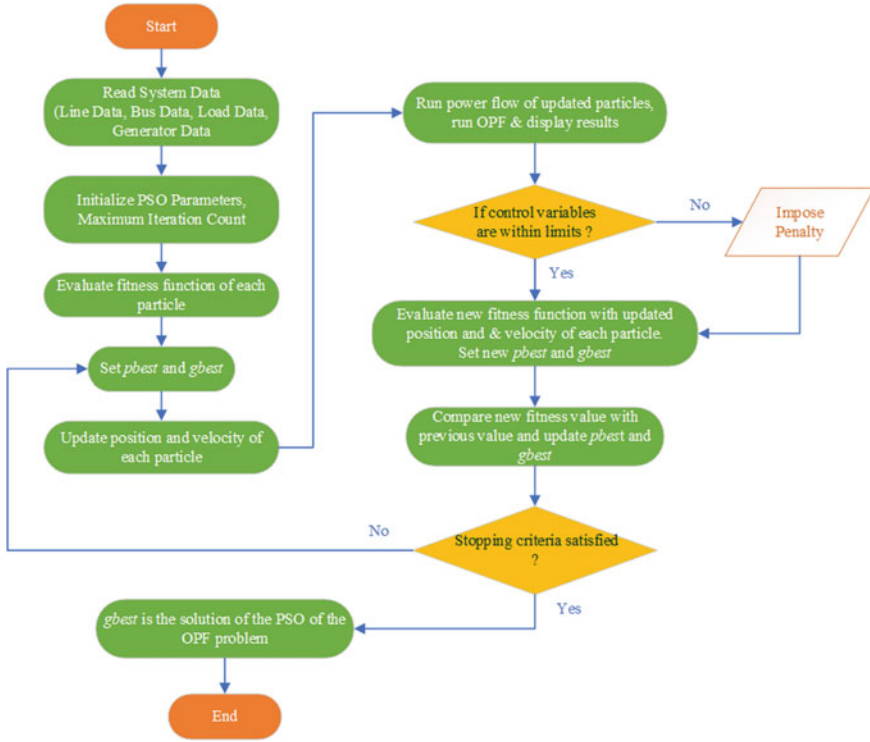 Start
Read System Data
(Line Data, Bus Data, Load Data,
Generator Data
Initialize PSO Parameters,
Maximum Iteration Count
Evaluate fitness function of each
particle
Set pbest and gbest
Update position and velocity of
each particle
Run power flow of updated particles,
run OPF & display results
If control variables
are within limits ?
No
Impose
Penalty
Yes
Evaluate new fitness function with updated
position and & velocity of each particle.
Set new pbest and gbest
Compare new fitness value with
previous value and update pbest and
gbest
No
Stopping criteria satisfied
?
Yes
gbest is the solution of the PSO of the
OPF problem
End